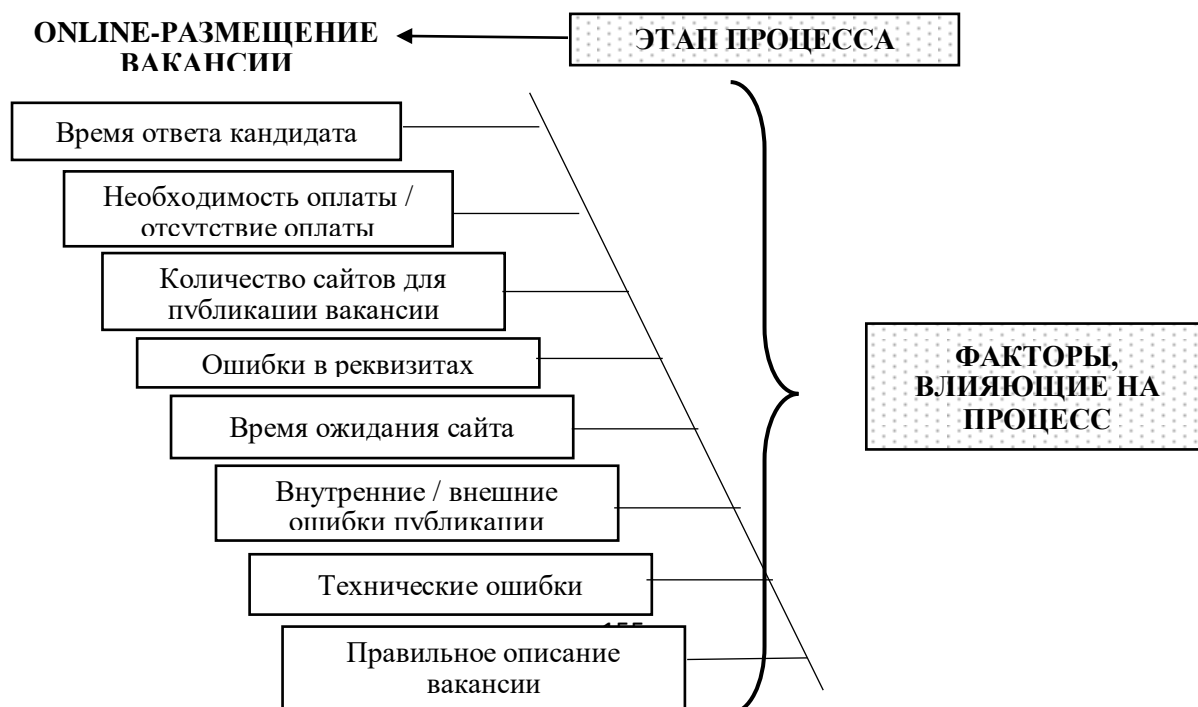 ONLINE-РАЗМЕЩЕНИЕ
ВАКАНСИИ
ЭТАП ПРОЦЕССА
Время ответа кандидата
Необходимость оплаты /
отсутствие оплаты
Количество сайтов для
публикации вакансии
Ошибки в реквизитах
Время ожидания сайта
Внутренние / внешние
ошибки публикации
Технические ошибки
Правильное описание
вакансии
ФАКТОРЫ,
ВЛИЯЮЩИЕ НА
ПРОЦЕСС